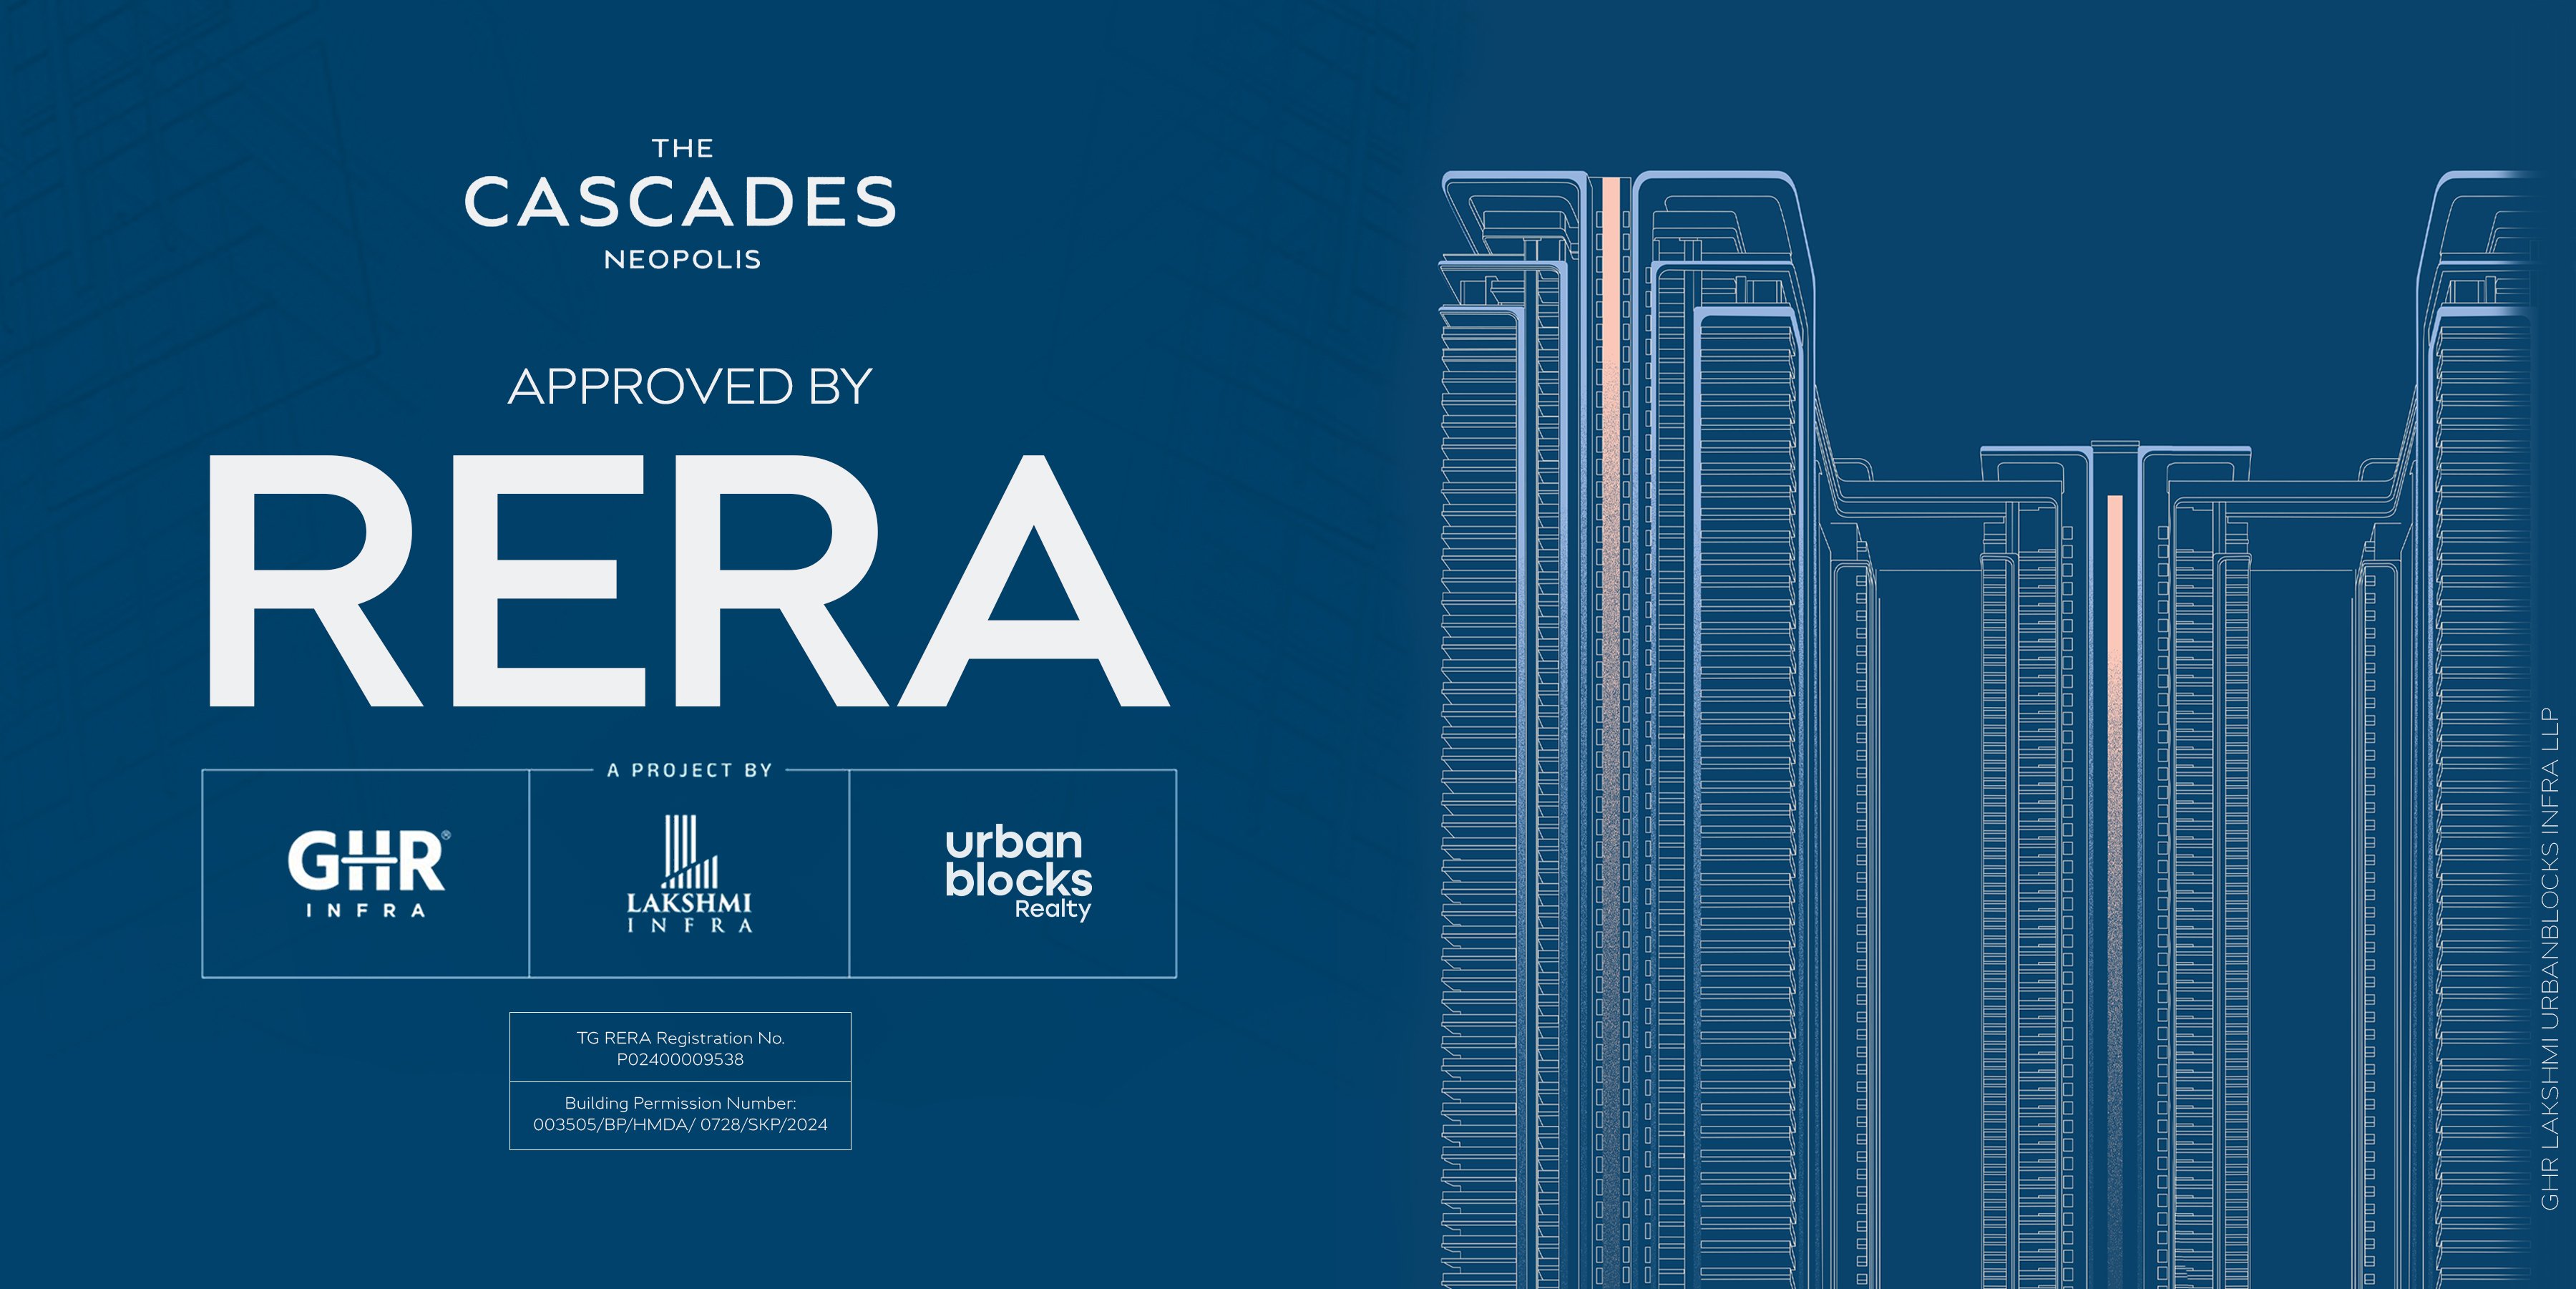 THE
CASCADES
NEOPOLIS
APPROVED BY
RERA
A PROJECT BY
GHR®
INFRA
LAKSHMI
INFRA
urban
blocks
Realty
TG RERA Registration No.
P02400009538
Building Permission Number:
003505/BP/HMDA/ 0728/SKP/2024
GHR LAKSHMI URBANBLOCKS INFRA LLP